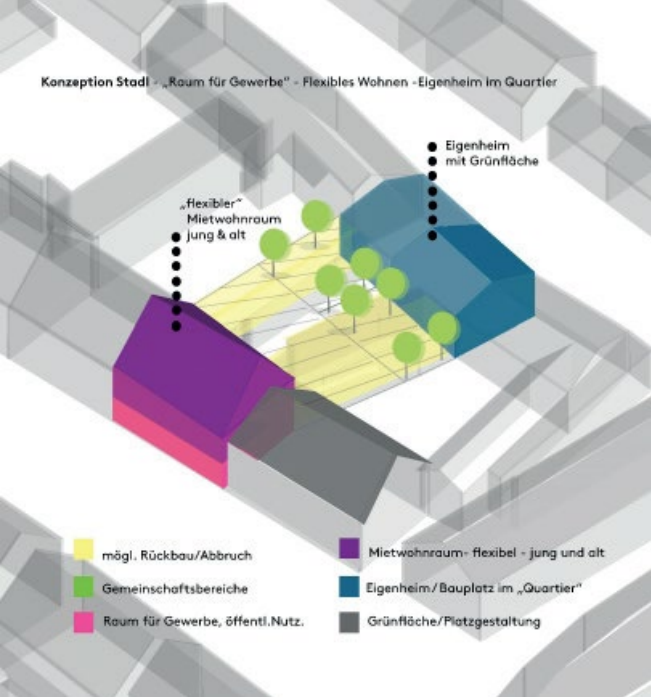 Konzeption Stadl - „Raum für Gewerbe" - Flexibles Wohnen -Eigenheim im Quartier
Eigenheim
mit Grünfläche
„flexibler"
Mietwohnraum
jung & alt
mögl. Rückbau/Abbruch
Gemeinschaftsbereiche
Raum für Gewerbe, öffentl.Nutz.
Mietwohnraum- flexibel - jung und alt
Eigenheim/Bauplatz im „Quartier"
Grünfläche/Platzgestaltung